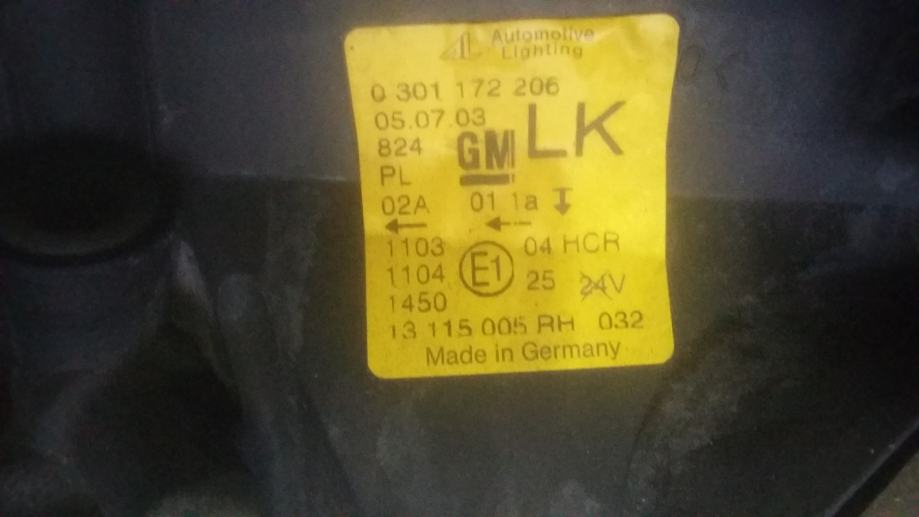 AL Automotive Lighting
0 301 172 206
05.07.03
824 GM LK
PL
02A 01 1a
1103 04 HCR
1104 E1 25 24V
1450
13 115 005 RH 032
Made in Germany